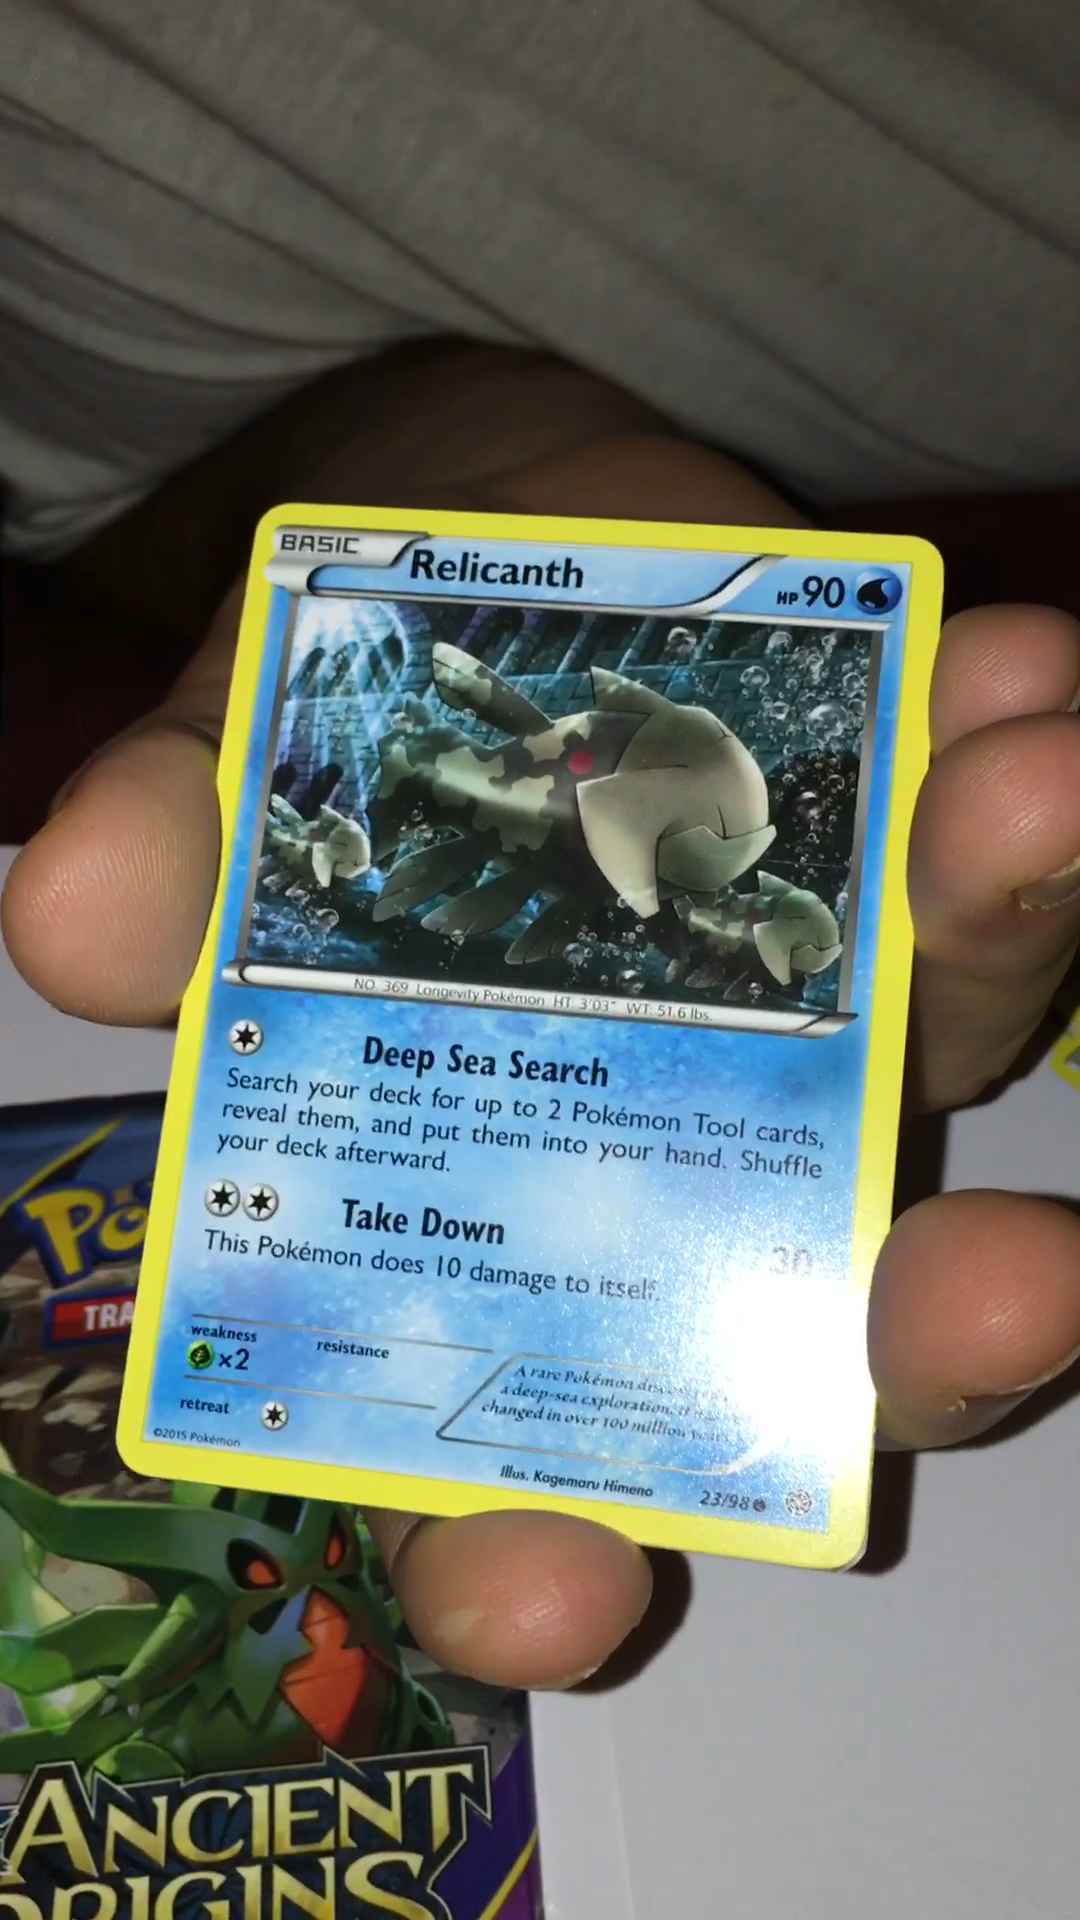 BASIC Relicanth HP 90
NO. 369 Longevity Pokémon HT 3'03" WT: 51.6 lbs.
Deep Sea Search
Search your deck for up to 2 Pokémon Tool cards,
reveal them, and put them into your hand. Shuffle
your deck afterward.
Take Down 30
This Pokémon does 10 damage to itself.
weakness resistance
x2
A rare Pokémon
a deep-sea exploration, it
changed in over 100 million years
retreat
©2015 Pokémon
Illus. Kagemaru Himeno 23/98
Po
TRA
ANCIENT
ORIGINS